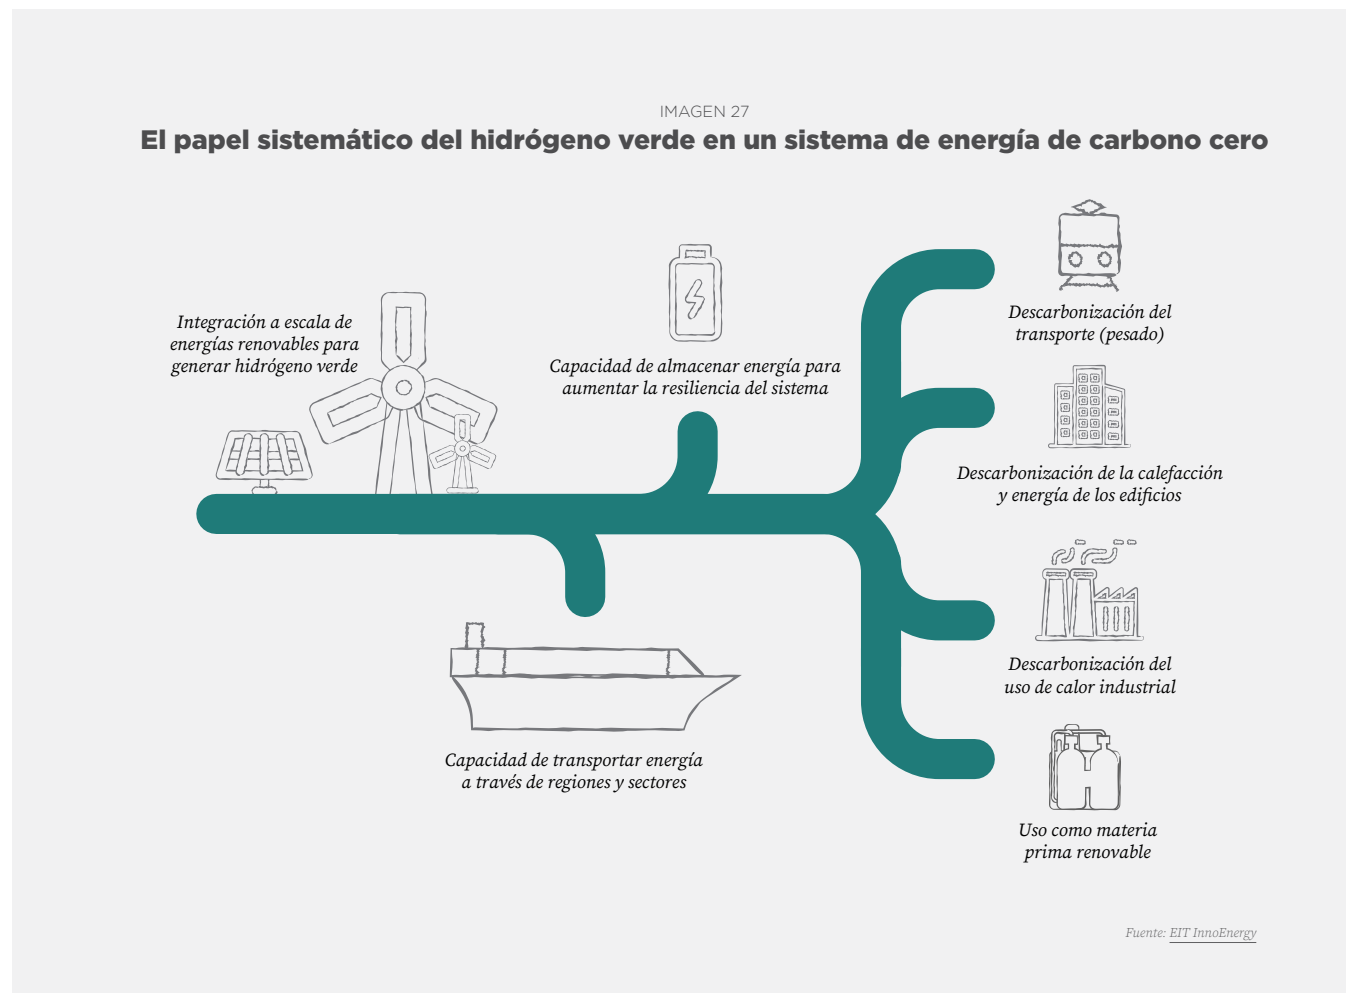 IMAGEN 27
El papel sistemático del hidrógeno verde en un sistema de energía de carbono cero
Integración a escala de
energías renovables para
generar hidrógeno verde
Capacidad de almacenar energía para
aumentar la resiliencia del sistema
Capacidad de transportar energía
a través de regiones y sectores
Descarbonización del
transporte (pesado)
Descarbonización de la calefacción
y energía de los edificios
Descarbonización del
uso de calor industrial
Uso como materia
prima renovable
Fuente: EIT InnoEnergy